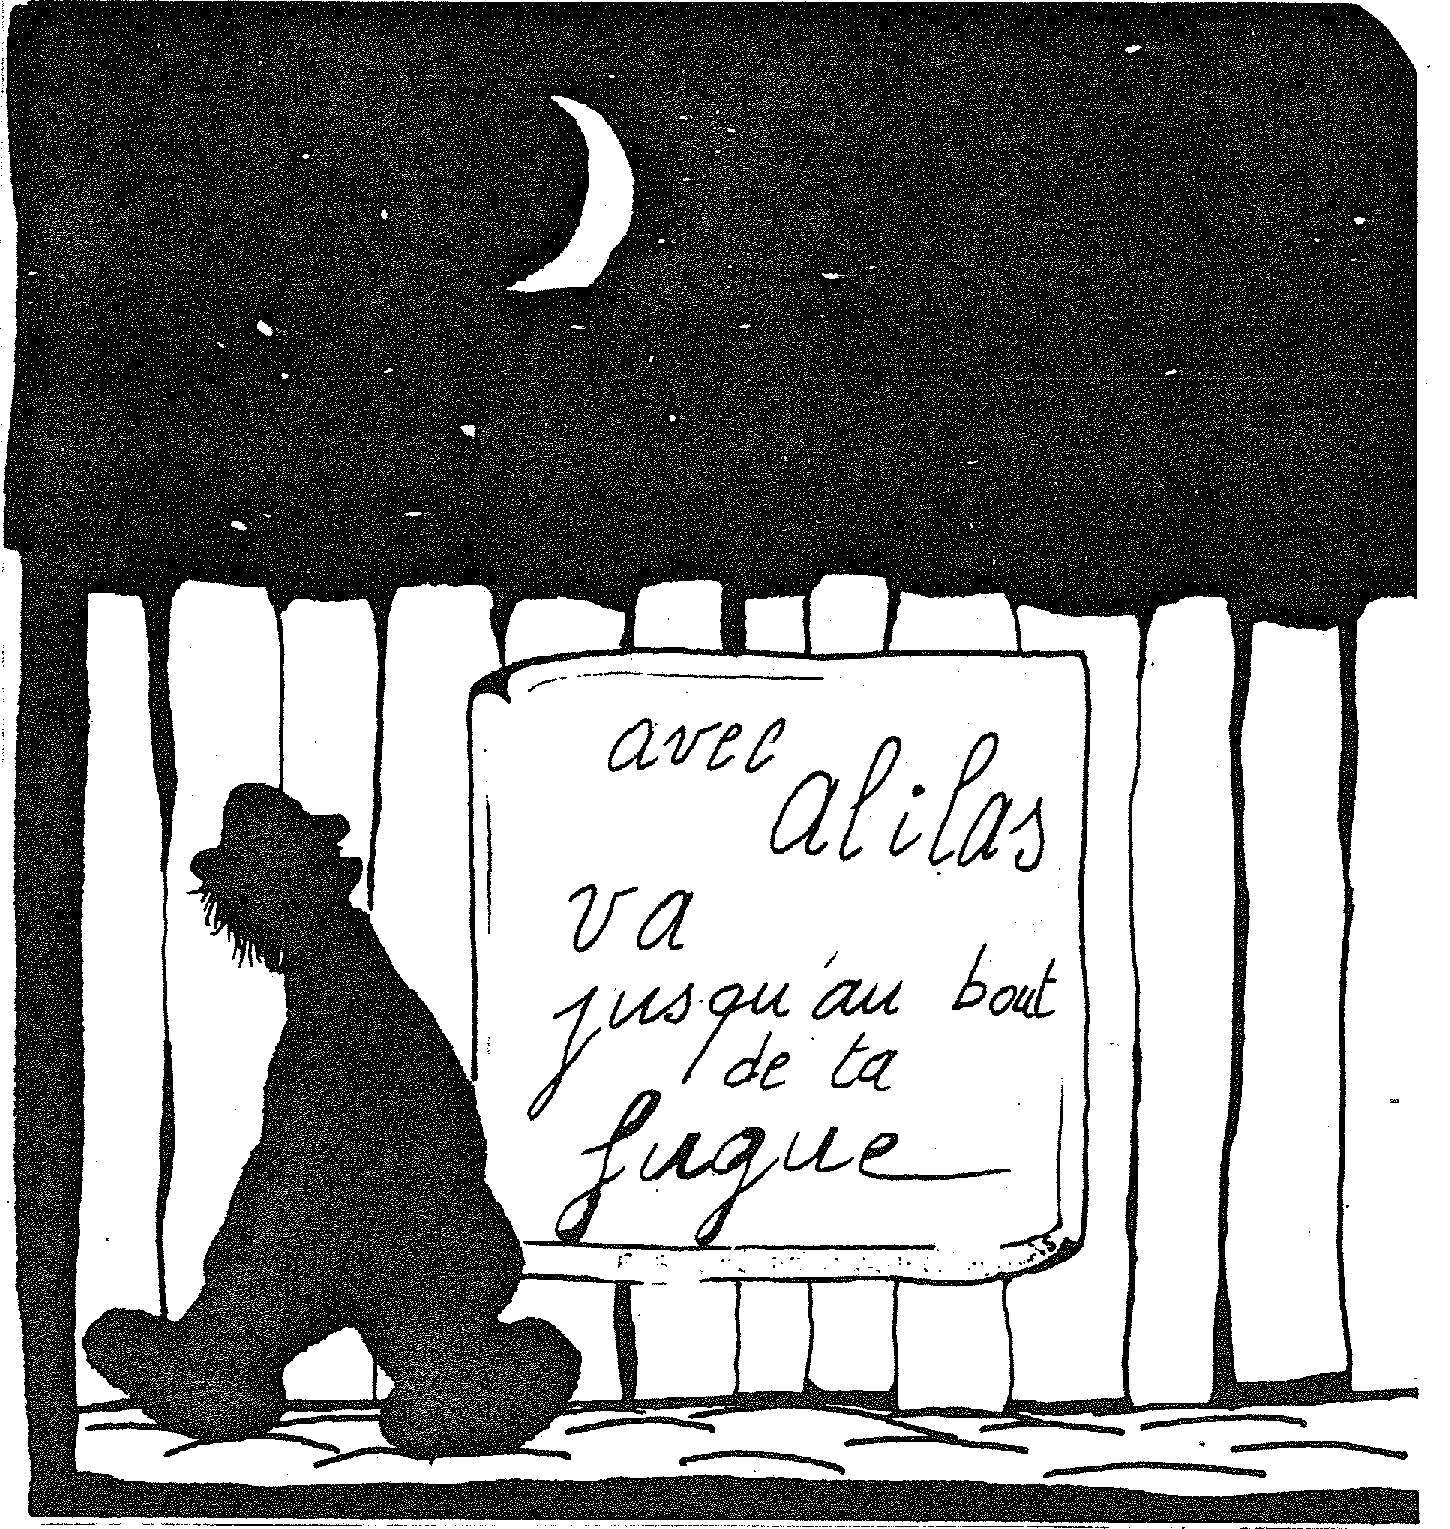 avec
alilas
va
jusqu'au bout
de ta
fugue